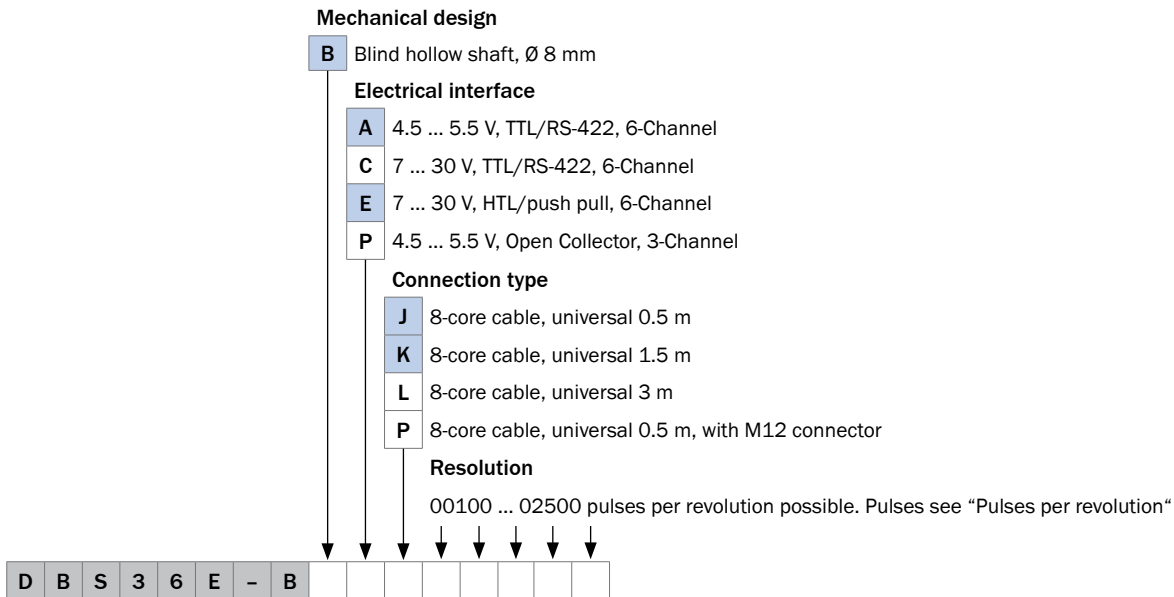 Mechanical design
B Blind hollow shaft, Ø 8 mm
Electrical interface
A 4.5 ... 5.5 V, TTL/RS-422, 6-Channel
C 7 ... 30 V, TTL/RS-422, 6-Channel
E 7 ... 30 V, HTL/push pull, 6-Channel
P 4.5 ... 5.5 V, Open Collector, 3-Channel
Connection type
J 8-core cable, universal 0.5 m
K 8-core cable, universal 1.5 m
L 8-core cable, universal 3 m
P 8-core cable, universal 0.5 m, with M12 connector
Resolution
00100 ... 02500 pulses per revolution possible. Pulses see “Pulses per revolution“
D B S 3 6 E – B